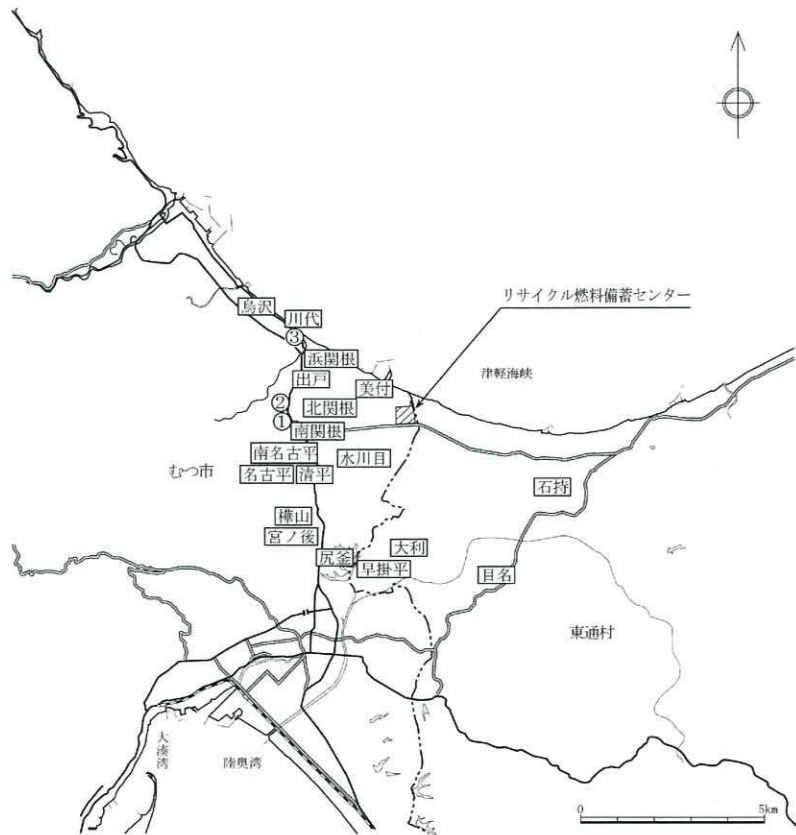 リサイクル燃料備蓄センター
烏沢
川代
③
浜関根
津軽海峡
出戸
美付
②
北関根
①
南関根
南名古平
水川目
むつ市
名古平
清平
石持
樺山
宮ノ後
大利
尻釜
早掛平
目名
東通村
大湊湾
陸奥湾
0
5km